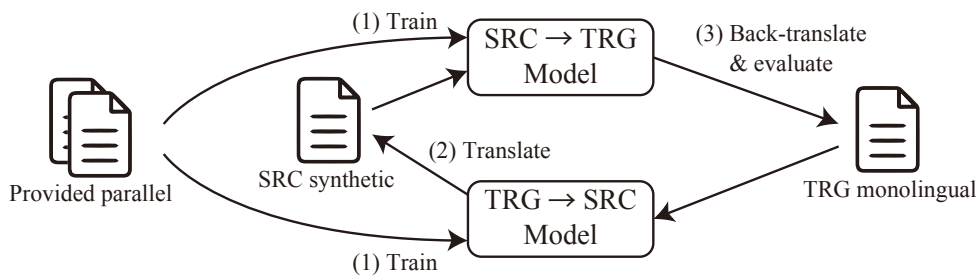 (1) Train
SRC → TRG
Model
(3) Back-translate
& evaluate
Provided parallel
SRC synthetic
(2) Translate
TRG monolingual
TRG → SRC
Model
(1) Train